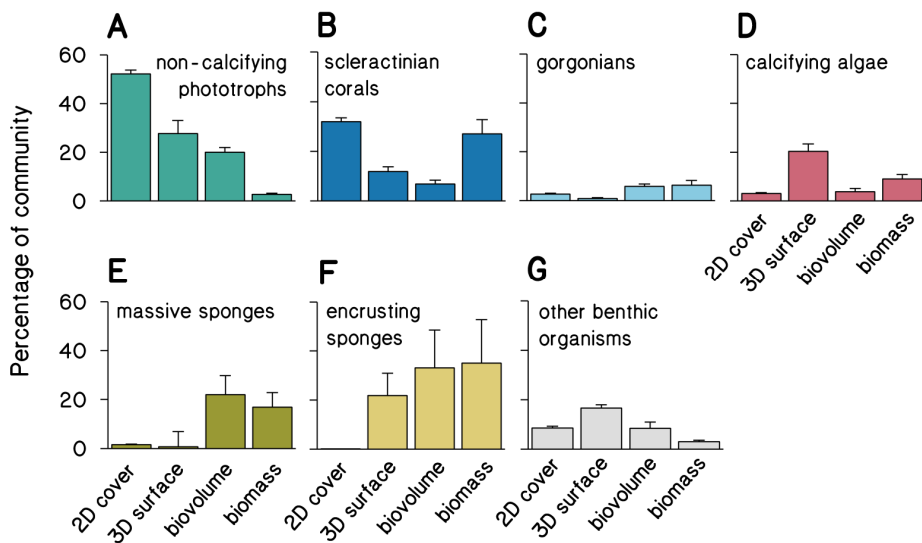 A
B
C
D
non-calcifying
phototrophs
scleractinian
corals
gorgonians
calcifying algae
60
40
20
0
Percentage of community
2D cover
3D surface
biovolume
biomass
E
F
G
massive sponges
encrusting
sponges
other benthic
organisms
60
40
20
0
2D cover
3D surface
biovolume
biomass
2D cover
3D surface
biovolume
biomass
2D cover
3D surface
biovolume
biomass